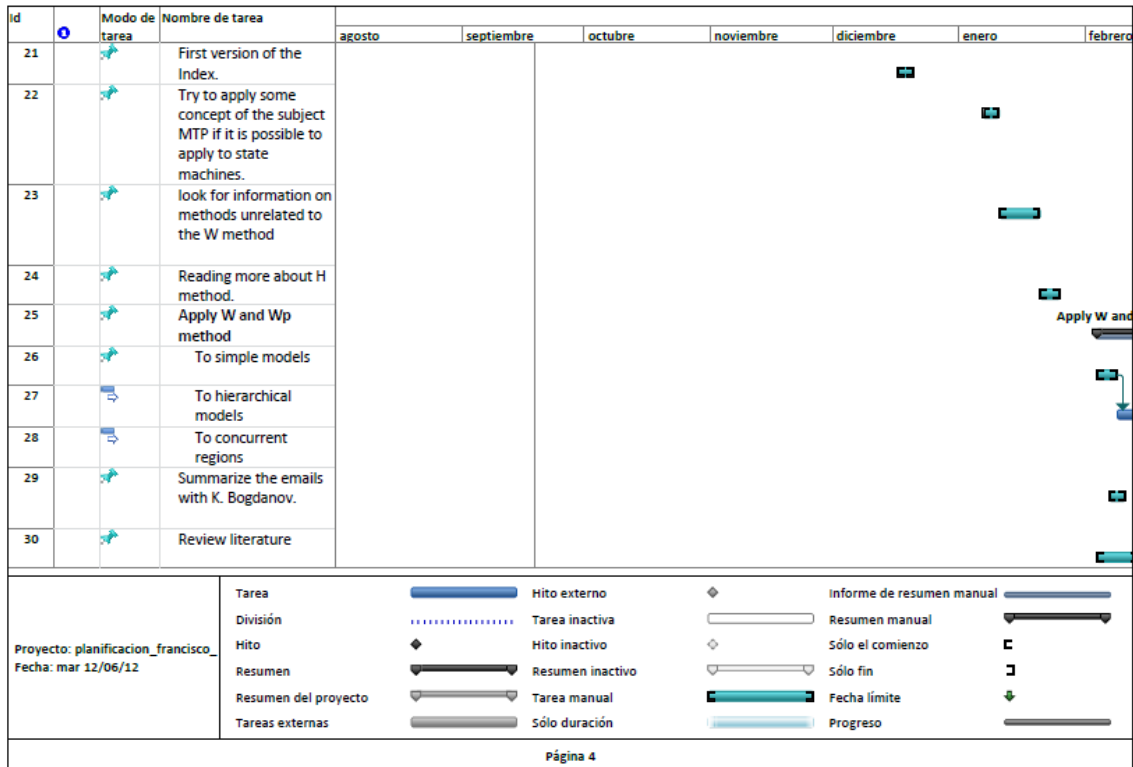 Id
Modo de tarea
Nombre de tarea
agosto septiembre octubre noviembre diciembre enero febrero
21
First version of the
Index.
22
Try to apply some
concept of the subject
MTP if it is possible to
apply to state
machines.
23
look for information on
methods unrelated to
the W method
24
Reading more about H
method.
25
Apply W and Wp
method
Apply W and
26
To simple models
27
To hierarchical
models
28
To concurrent
regions
29
Summarize the emails
with K. Bogdanov.
30
Review literature
Proyecto: planificacion_francisco_
Fecha: mar 12/06/12
Tarea
División
Hito
Resumen
Resumen del proyecto
Tareas externas
Hito externo
Tarea inactiva
Hito inactivo
Resumen inactivo
Tarea manual
Sólo duración
Informe de resumen manual
Resumen manual
Sólo el comienzo
Sólo fin
Fecha límite
Progreso
Página 4